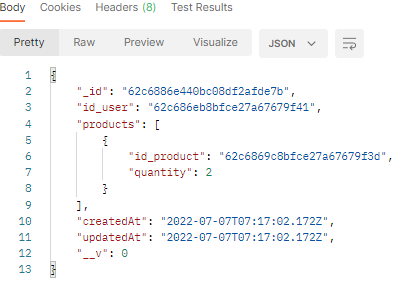 Body Cookies Headers (8) Test Results
Pretty Raw Preview Visualize JSON
1 {
2 "_id": "62c6886e440bc08df2afde7b",
3 "id_user": "62c686eb8bfce27a67679f41",
4 "products": [
5 {
6 "id_product": "62c6869c8bfce27a67679f3d",
7 "quantity": 2
8 }
9 ],
10 "createdAt": "2022-07-07T07:17:02.172Z",
11 "updatedAt": "2022-07-07T07:17:02.172Z",
12 "__v": 0
13 }